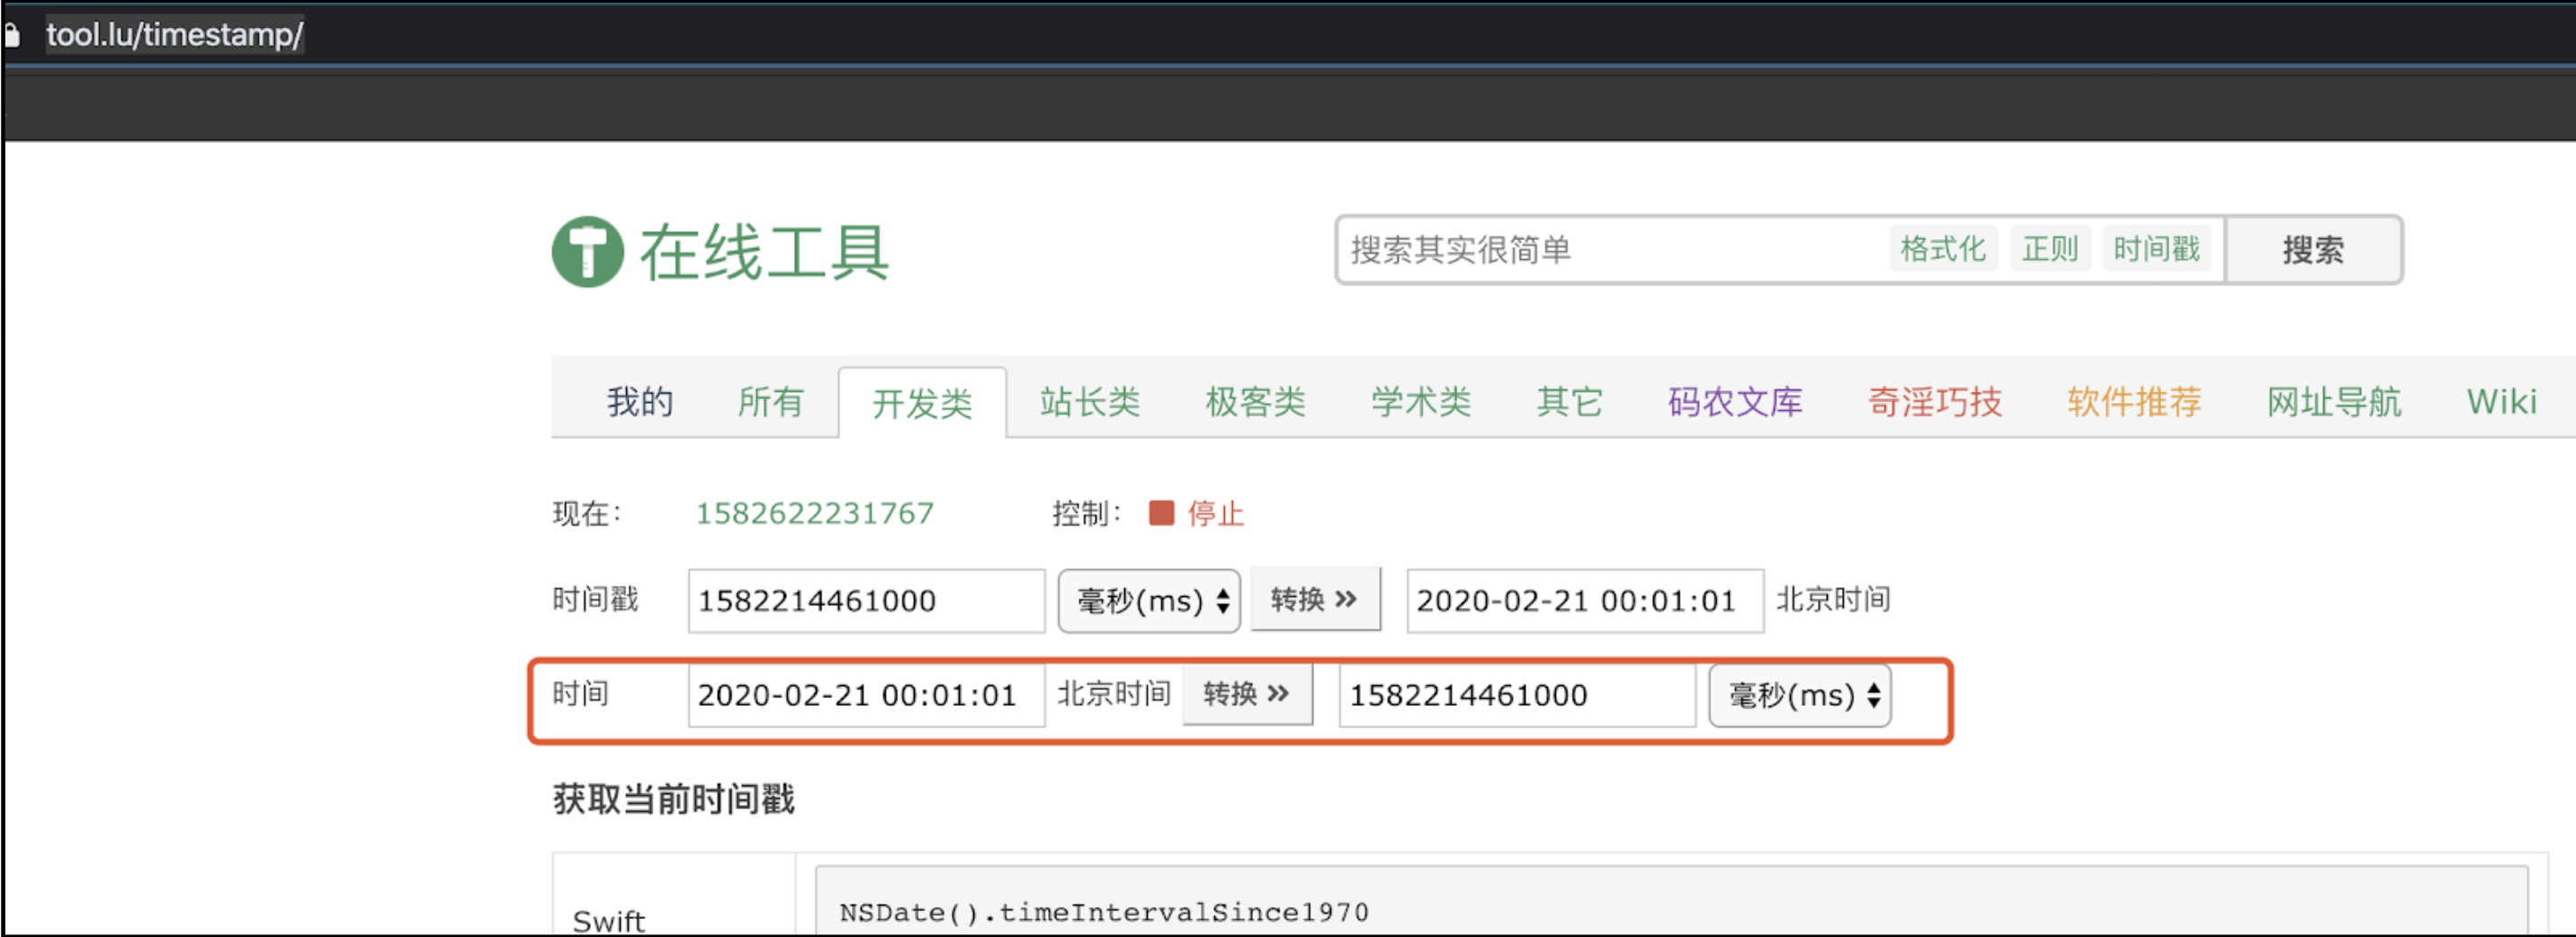 tool.lu/timestamp/
在线工具
搜索其实很简单 格式化 正则 时间戳 搜索
我的 所有 开发类 站长类 极客类 学术类 其它 码农文库 奇淫巧技 软件推荐 网址导航 Wiki
现在: 1582622231767 控制: 停止
时间戳 1582214461000 毫秒(ms) 转换 » 2020-02-21 00:01:01 北京时间
时间 2020-02-21 00:01:01 北京时间 转换 » 1582214461000 毫秒(ms)
获取当前时间戳
Swift NSDate().timeIntervalSince1970